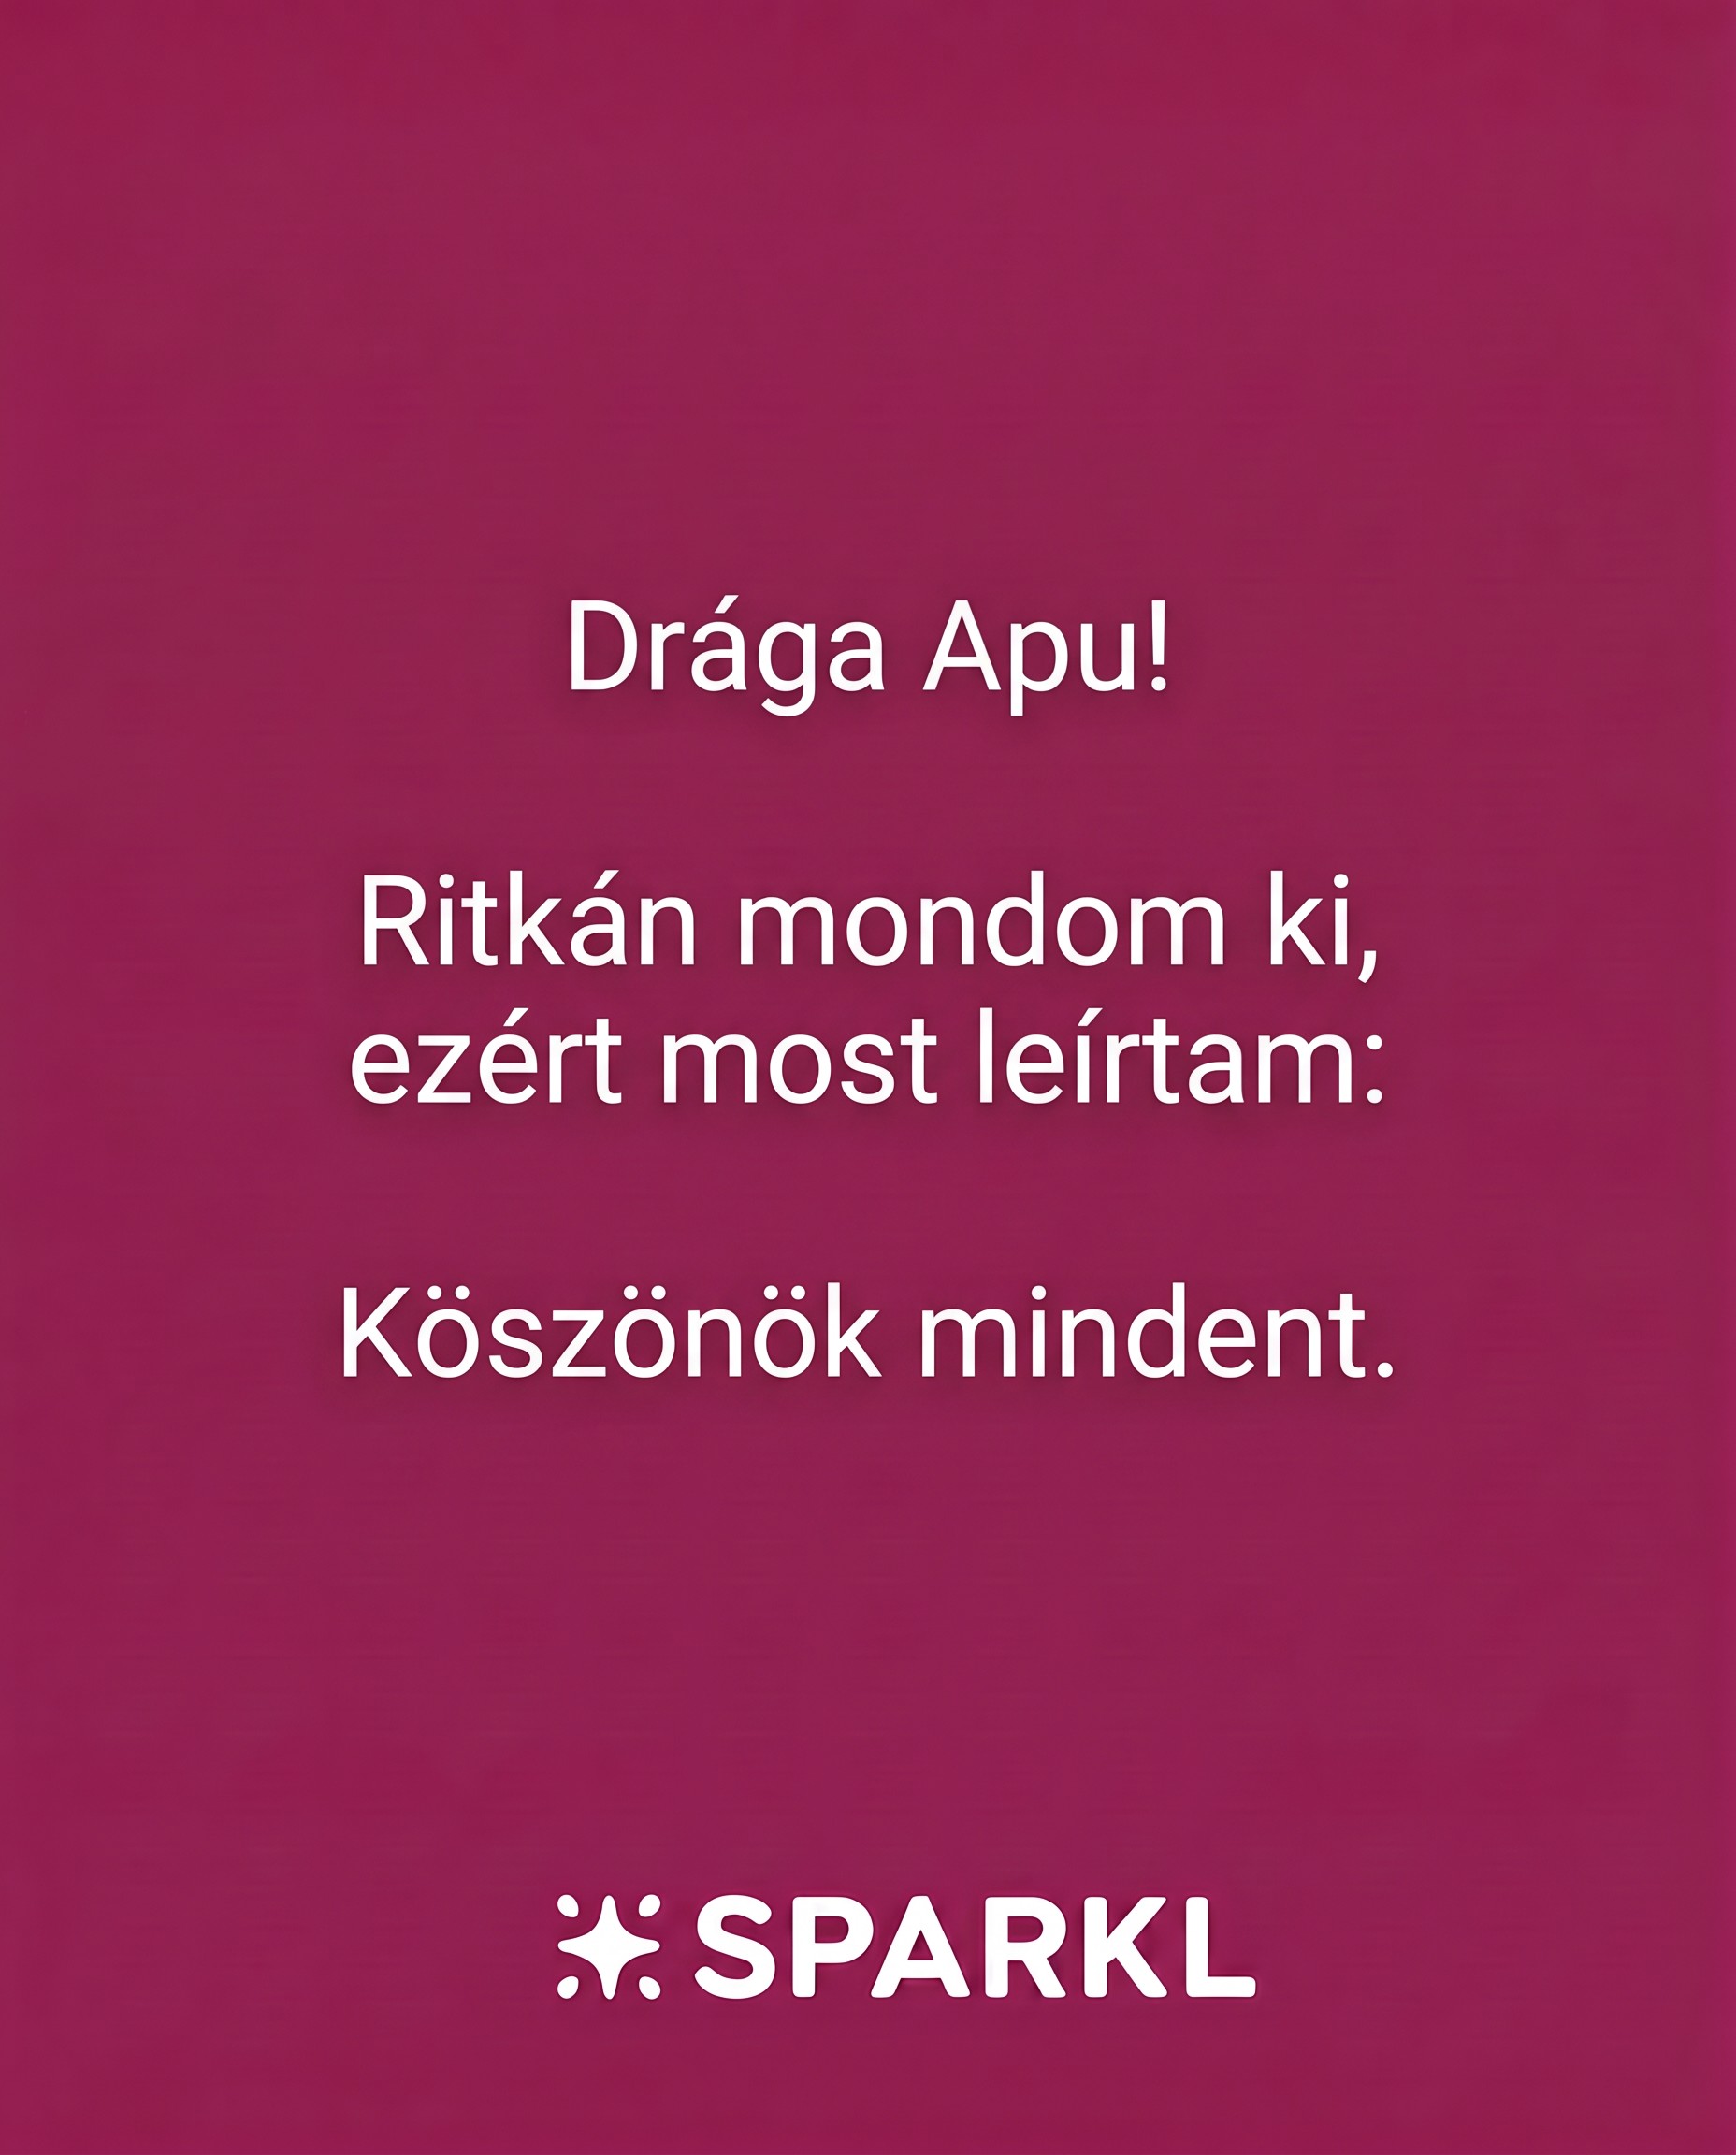 Drága Apu!
Ritkán mondom ki,
ezért most leírtam:
Köszönök mindent.
SPARKL